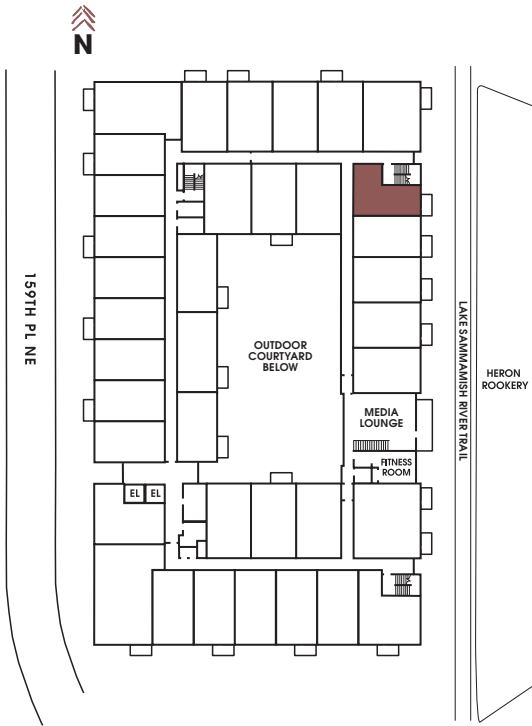 N
159TH PL NE
OUTDOOR
COURTYARD
BELOW
MEDIA
LOUNGE
FITNESS
ROOM
EL
EL
LAKE SAMMAMISH RIVER TRAIL
HERON
ROOKERY